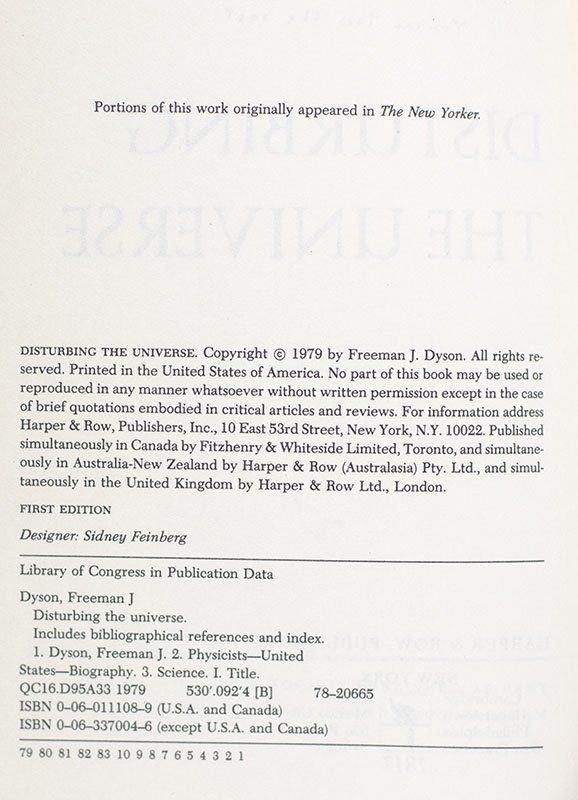 Portions of this work originally appeared in The New Yorker.
DISTURBING THE UNIVERSE. Copyright © 1979 by Freeman J. Dyson. All rights re-
served. Printed in the United States of America. No part of this book may be used or
reproduced in any manner whatsoever without written permission except in the case
of brief quotations embodied in critical articles and reviews. For information address
Harper & Row, Publishers, Inc., 10 East 53rd Street, New York, N.Y. 10022. Published
simultaneously in Canada by Fitzhenry & Whiteside Limited, Toronto, and simultane-
ously in Australia-New Zealand by Harper & Row (Australasia) Pty. Ltd., and simul-
taneously in the United Kingdom by Harper & Row Ltd., London.
FIRST EDITION
Designer: Sidney Feinberg
Library of Congress in Publication Data
Dyson, Freeman J
Disturbing the universe.
Includes bibliographical references and index.
1. Dyson, Freeman J. 2. Physicists—United
States—Biography. 3. Science. I. Title.
QC16.D95A33 1979 530'.092'4 [B] 78-20665
ISBN 0-06-011108-9 (U.S.A. and Canada)
ISBN 0-06-337004-6 (except U.S.A. and Canada)
79 80 81 82 83 10 9 8 7 6 5 4 3 2 1